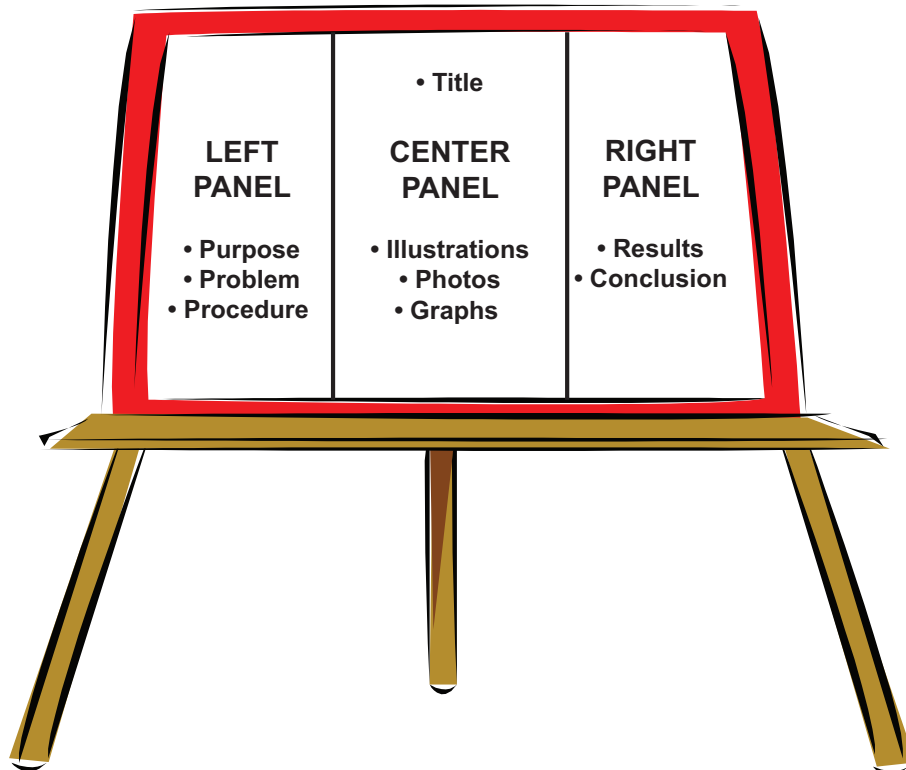 LEFT
PANEL
• Purpose
• Problem
• Procedure
• Title
CENTER
PANEL
• Illustrations
• Photos
• Graphs
RIGHT
PANEL
• Results
• Conclusion